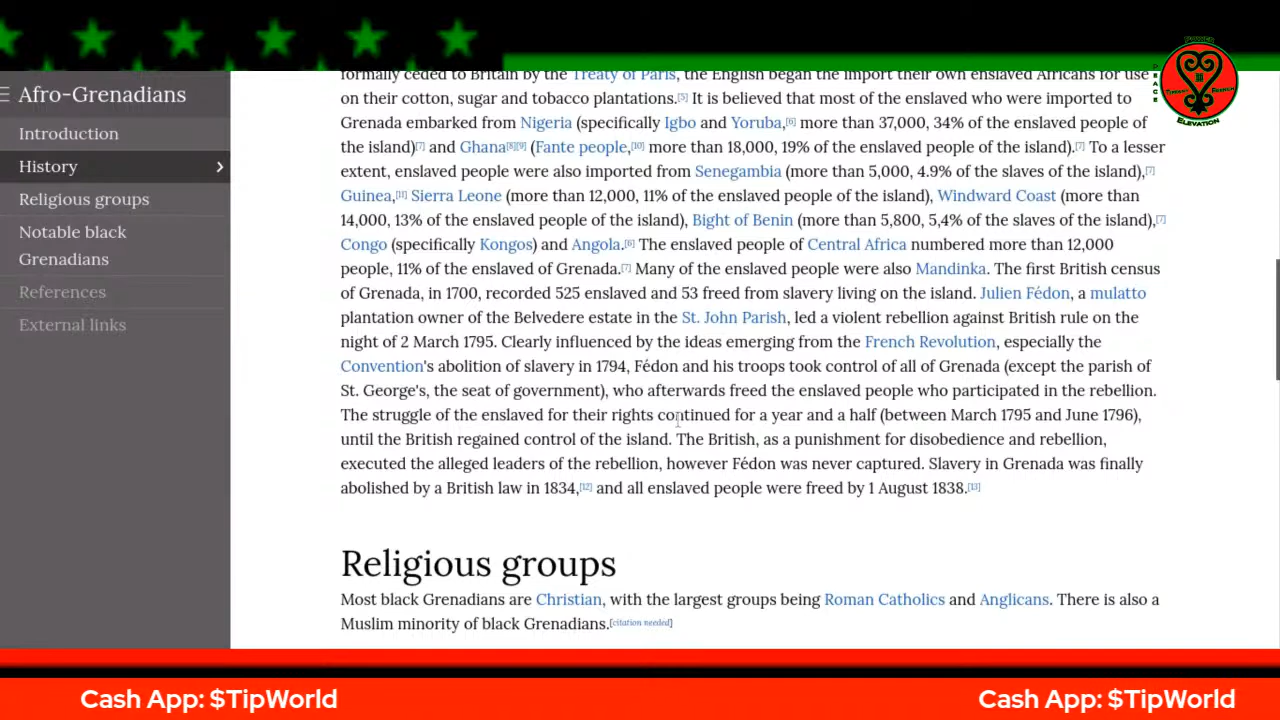 Afro-Grenadians
Introduction
History
Religious groups
Notable black
Grenadians
References
External links
formally ceded to Britain by the Treaty of Paris, the English began the import their own enslaved Africans for use
on their cotton, sugar and tobacco plantations.[5] It is believed that most of the enslaved who were imported to
Grenada embarked from Nigeria (specifically Igbo and Yoruba,[6] more than 37,000, 34% of the enslaved people of
the island)[7] and Ghana[8][9] (Fante people,[10] more than 18,000, 19% of the enslaved people of the island).[7] To a lesser
extent, enslaved people were also imported from Senegambia (more than 5,000, 4.9% of the slaves of the island),[7]
Guinea,[11] Sierra Leone (more than 12,000, 11% of the enslaved people of the island), Windward Coast (more than
14,000, 13% of the enslaved people of the island), Bight of Benin (more than 5,800, 5,4% of the slaves of the island),[7]
Congo (specifically Kongos) and Angola.[6] The enslaved people of Central Africa numbered more than 12,000
people, 11% of the enslaved of Grenada.[7] Many of the enslaved people were also Mandinka. The first British census
of Grenada, in 1700, recorded 525 enslaved and 53 freed from slavery living on the island. Julien Fédon, a mulatto
plantation owner of the Belvedere estate in the St. John Parish, led a violent rebellion against British rule on the
night of 2 March 1795. Clearly influenced by the ideas emerging from the French Revolution, especially the
Convention's abolition of slavery in 1794, Fédon and his troops took control of all of Grenada (except the parish of
St. George's, the seat of government), who afterwards freed the enslaved people who participated in the rebellion.
The struggle of the enslaved for their rights continued for a year and a half (between March 1795 and June 1796),
until the British regained control of the island. The British, as a punishment for disobedience and rebellion,
executed the alleged leaders of the rebellion, however Fédon was never captured. Slavery in Grenada was finally
abolished by a British law in 1834,[12] and all enslaved people were freed by 1 August 1838.[13]
Religious groups
Most black Grenadians are Christian, with the largest groups being Roman Catholics and Anglicans. There is also a
Muslim minority of black Grenadians.[citation needed]
POWER
PEACE
ELEVATION
Cash App: $TipWorld
Cash App: $TipWorld